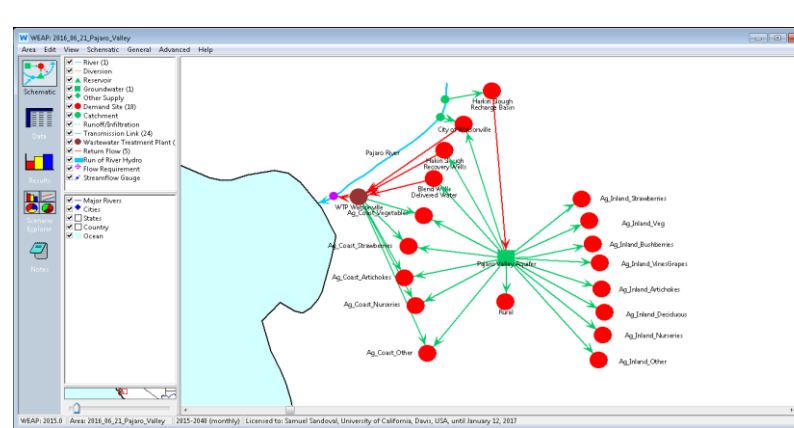 WEAP: 2016_06_21_Pajaro_Valley
Area Edit View Schematic General Advanced Help
Schematic
Data
Results
Scenario
Explorer
Notes
River (1)
Diversion
Reservoir
Groundwater (1)
Other Supply
Demand Site (18)
Catchment
Runoff/Infiltration
Transmission Link (24)
Wastewater Treatment Plant (
Return Flow (5)
Run of River Hydro
Flow Requirement
Streamflow Gauge
Major Rivers
Cities
States
Country
Ocean
Harkin Slough
Recharge Basin
City of Watsonville
Pajaro River
Harkin Slough
Recovery Wells
Blend Wells
Delivered Water
WTP Watsonville
Ag_Coast_Vegetables
Ag_Coast_Strawberries
Ag_Coast_Artichokes
Ag_Coast_Nurseries
Ag_Coast_Other
Pajaro Valley Aquifer
Rural
Ag_Inland_Strawberries
Ag_Inland_Veg
Ag_Inland_Bushberries
Ag_Inland_VinesGrapes
Ag_Inland_Artichokes
Ag_Inland_Deciduous
Ag_Inland_Nurseries
Ag_Inland_Other
WEAP: 2015.0 Area: 2016_06_21_Pajaro_Valley 2015-2040 (monthly) Licensed to: Samuel Sandoval, University of California, Davis, USA, until January 12, 2017